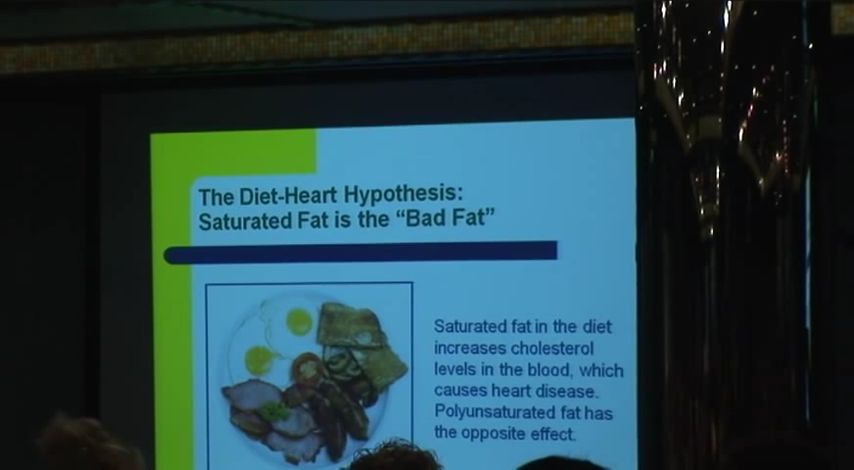 The Diet-Heart Hypothesis:
Saturated Fat is the “Bad Fat”
Saturated fat in the diet
increases cholesterol
levels in the blood, which
causes heart disease.
Polyunsaturated fat has
the opposite effect.